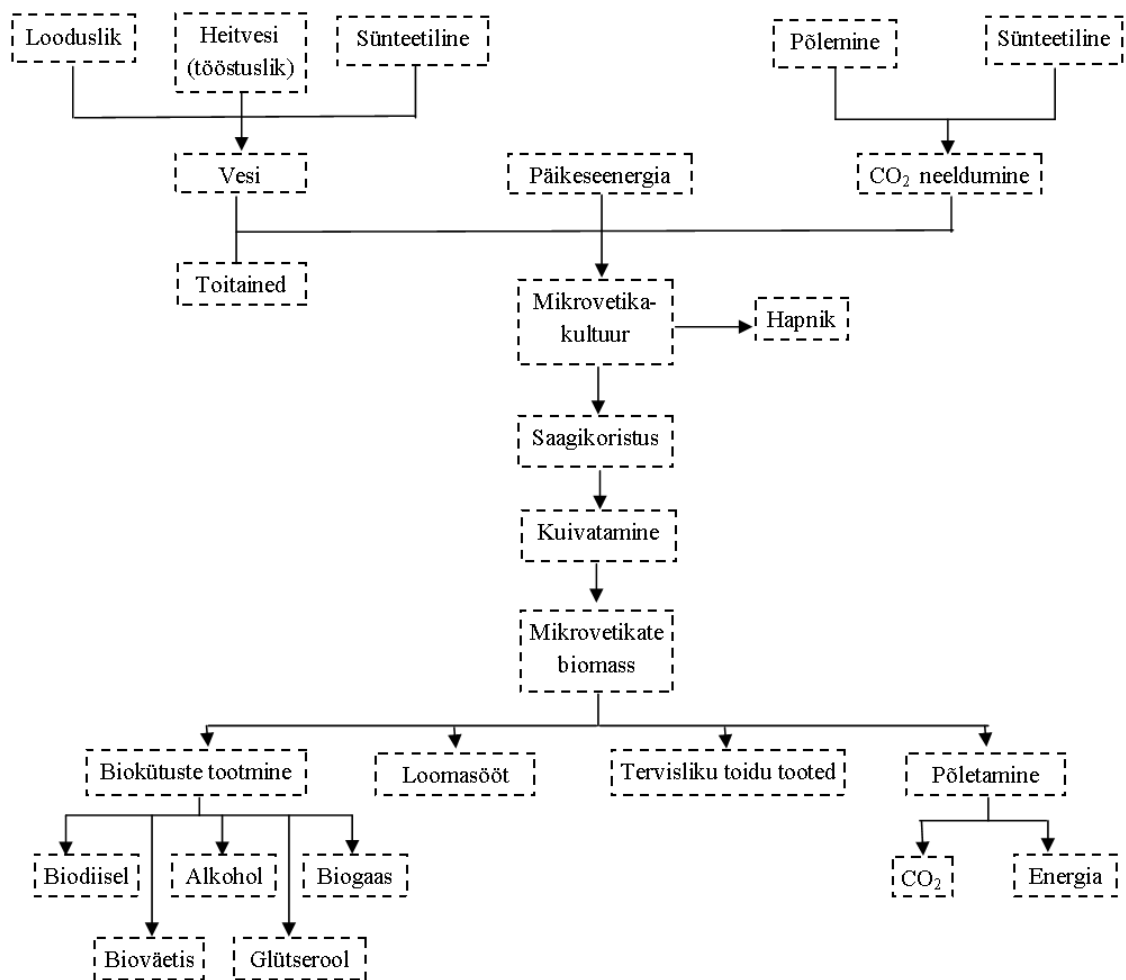 Looduslik
Heitvesi
(tööstuslik)
Sünteetiline
Põlemine
Sünteetiline
Vesi
Päikeseenergia
CO₂ neeldumine
Toitained
Mikrovetika-
kultuur
Hapnik
Saagikoristus
Kuivatamine
Mikrovetikate
biomass
Biokütuste tootmine
Loomasööt
Tervisliku toidu tooted
Põletamine
Biodiisel
Alkohol
Biogaas
CO₂
Energia
Bioväetis
Glütserool